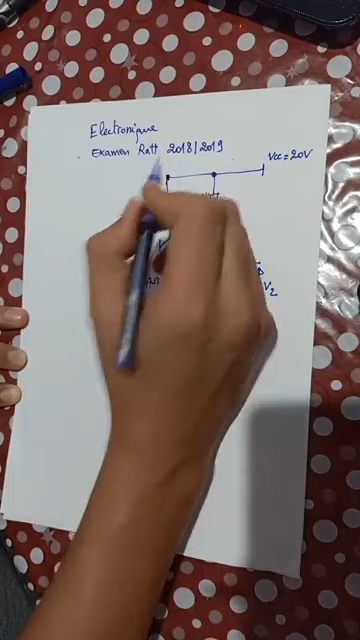 Electronique
Examen Ratt 2018/2019
Vcc = 20V
V2